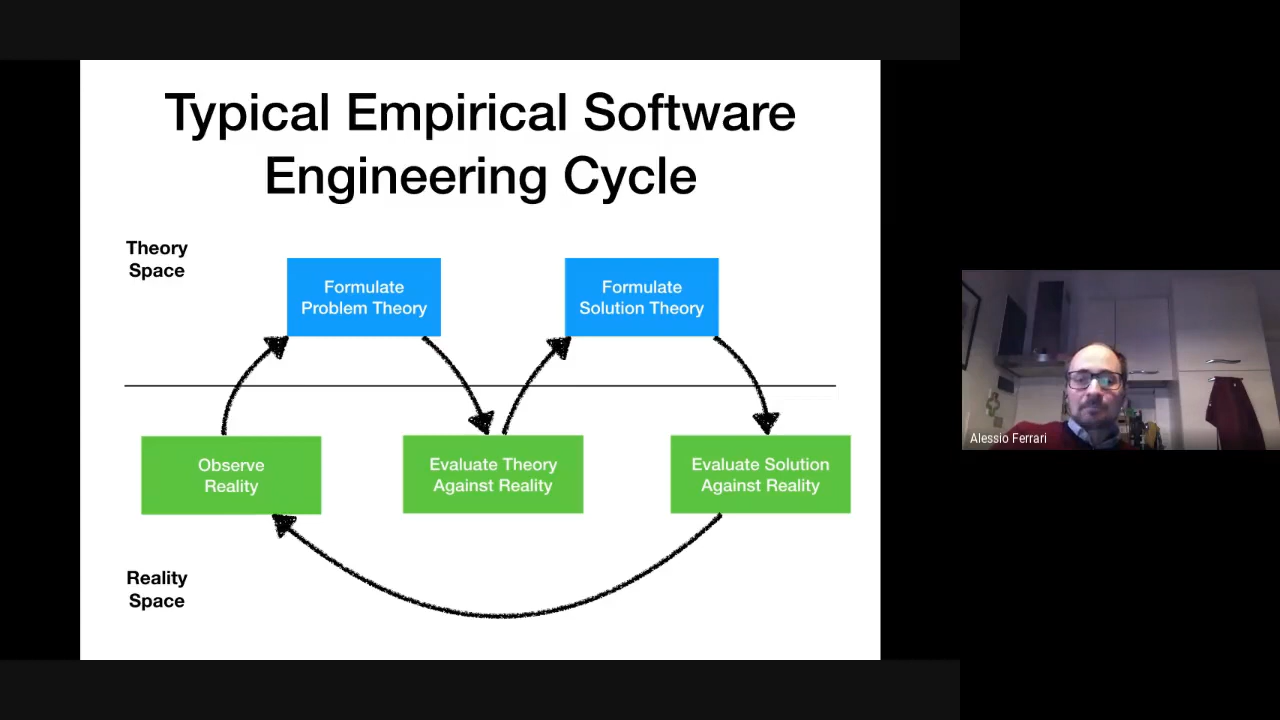 Typical Empirical Software
Engineering Cycle
Theory
Space
Formulate
Problem Theory
Formulate
Solution Theory
Observe
Reality
Evaluate Theory
Against Reality
Evaluate Solution
Against Reality
Reality
Space
Alessio Ferrari